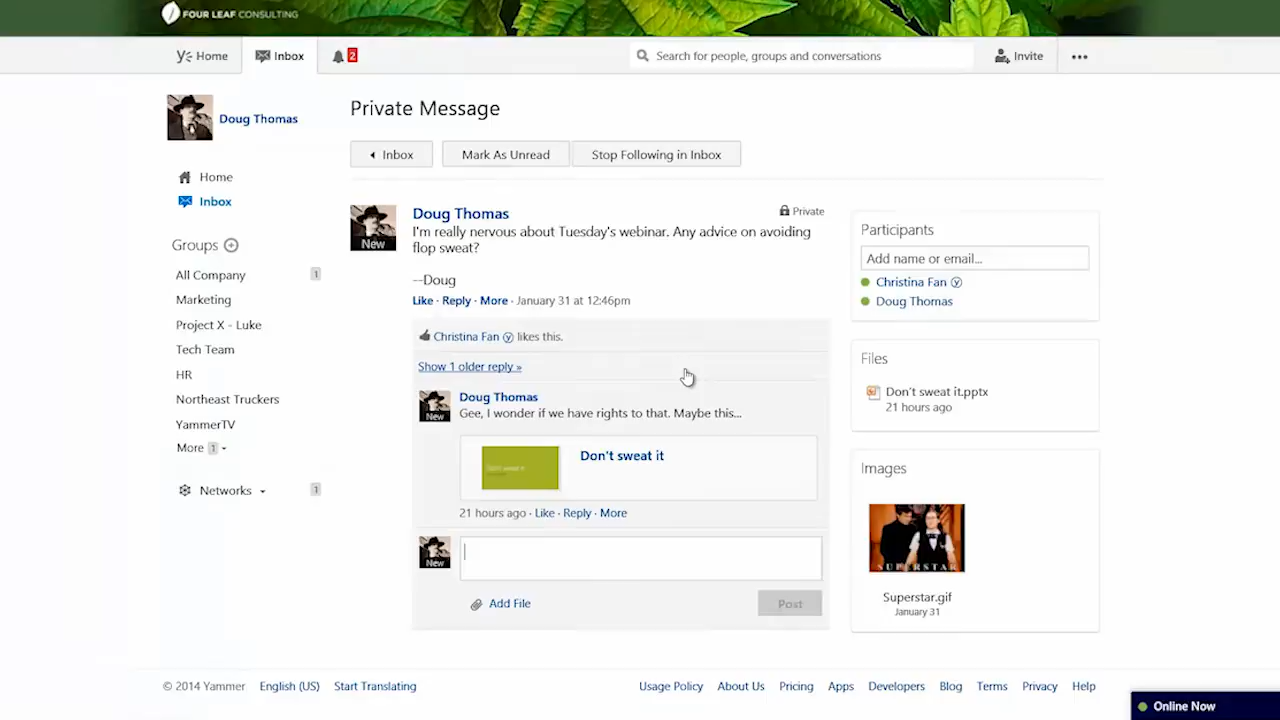 FOUR LEAF CONSULTING
Home
Inbox
2
Search for people, groups and conversations
Invite
Doug Thomas
Home
Inbox
Groups
All Company 1
Marketing
Project X - Luke
Tech Team
HR
Northeast Truckers
YammerTV
More 1
Networks 1
Private Message
Inbox
Mark As Unread
Stop Following in Inbox
New
Doug Thomas
Private
I'm really nervous about Tuesday's webinar. Any advice on avoiding
flop sweat?
--Doug
Like · Reply · More · January 31 at 12:46pm
Christina Fan likes this.
Show 1 older reply »
New
Doug Thomas
Gee, I wonder if we have rights to that. Maybe this...
Don't sweat it
21 hours ago · Like · Reply · More
New
Add File
Post
Participants
Add name or email...
Christina Fan
Doug Thomas
Files
Don't sweat it.pptx
21 hours ago
Images
SUPERSTAR
Superstar.gif
January 31
© 2014 Yammer
English (US)
Start Translating
Usage Policy
About Us
Pricing
Apps
Developers
Blog
Terms
Privacy
Help
Online Now